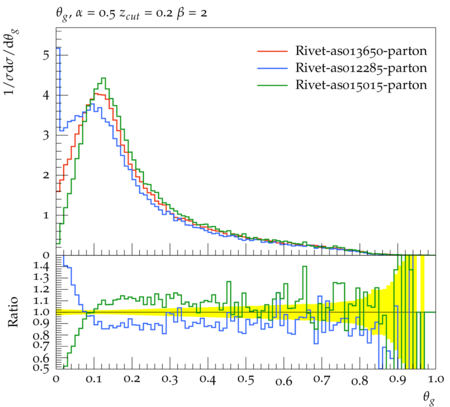 θg, α = 0.5 zcut = 0.2 β = 2
1/σdσ/dθg
Rivet-as013650-parton
Rivet-as012285-parton
Rivet-as015015-parton
5
4
3
2
1
0
Ratio
1.4
1.3
1.2
1.1
1.0
0.9
0.8
0.7
0.6
0.5
0 0.1 0.2 0.3 0.4 0.5 0.6 0.7 0.8 0.9 1.0
θg